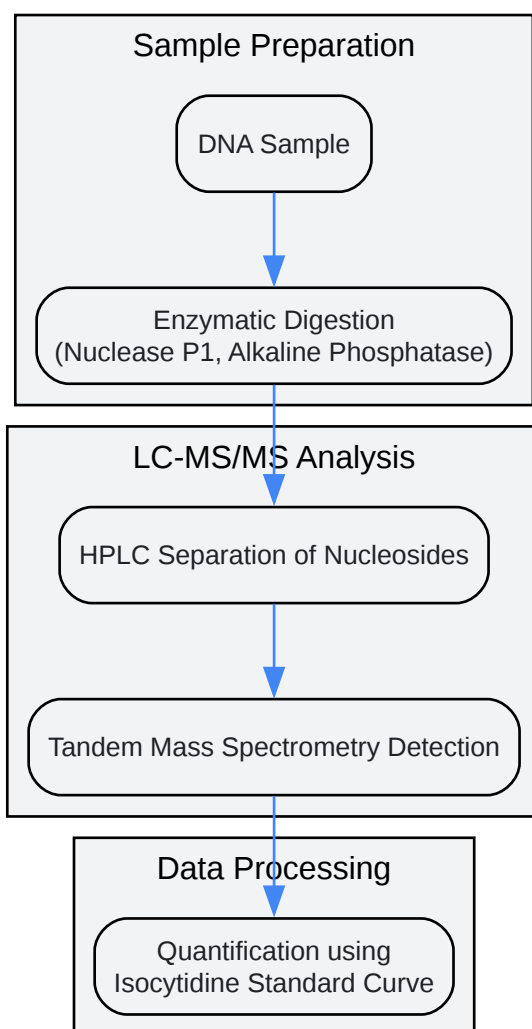 Sample Preparation
DNA Sample
Enzymatic Digestion
(Nuclease P1, Alkaline Phosphatase)
LC-MS/MS Analysis
HPLC Separation of Nucleosides
Tandem Mass Spectrometry Detection
Data Processing
Quantification using
Isocytidine Standard Curve